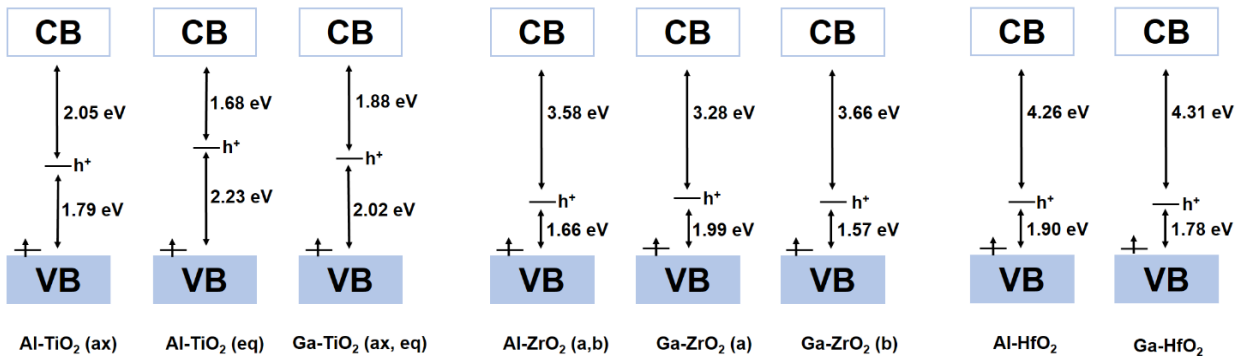 CB CB CB CB CB CB CB CB
2.05 eV 1.68 eV 1.88 eV 3.58 eV 3.28 eV 3.66 eV 4.26 eV 4.31 eV
h⁺ h⁺ h⁺ h⁺ h⁺ h⁺ h⁺ h⁺
1.79 eV 2.23 eV 2.02 eV 1.66 eV 1.99 eV 1.57 eV 1.90 eV 1.78 eV
VB VB VB VB VB VB VB VB
Al-TiO₂ (ax) Al-TiO₂ (eq) Ga-TiO₂ (ax, eq) Al-ZrO₂ (a,b) Ga-ZrO₂ (a) Ga-ZrO₂ (b) Al-HfO₂ Ga-HfO₂